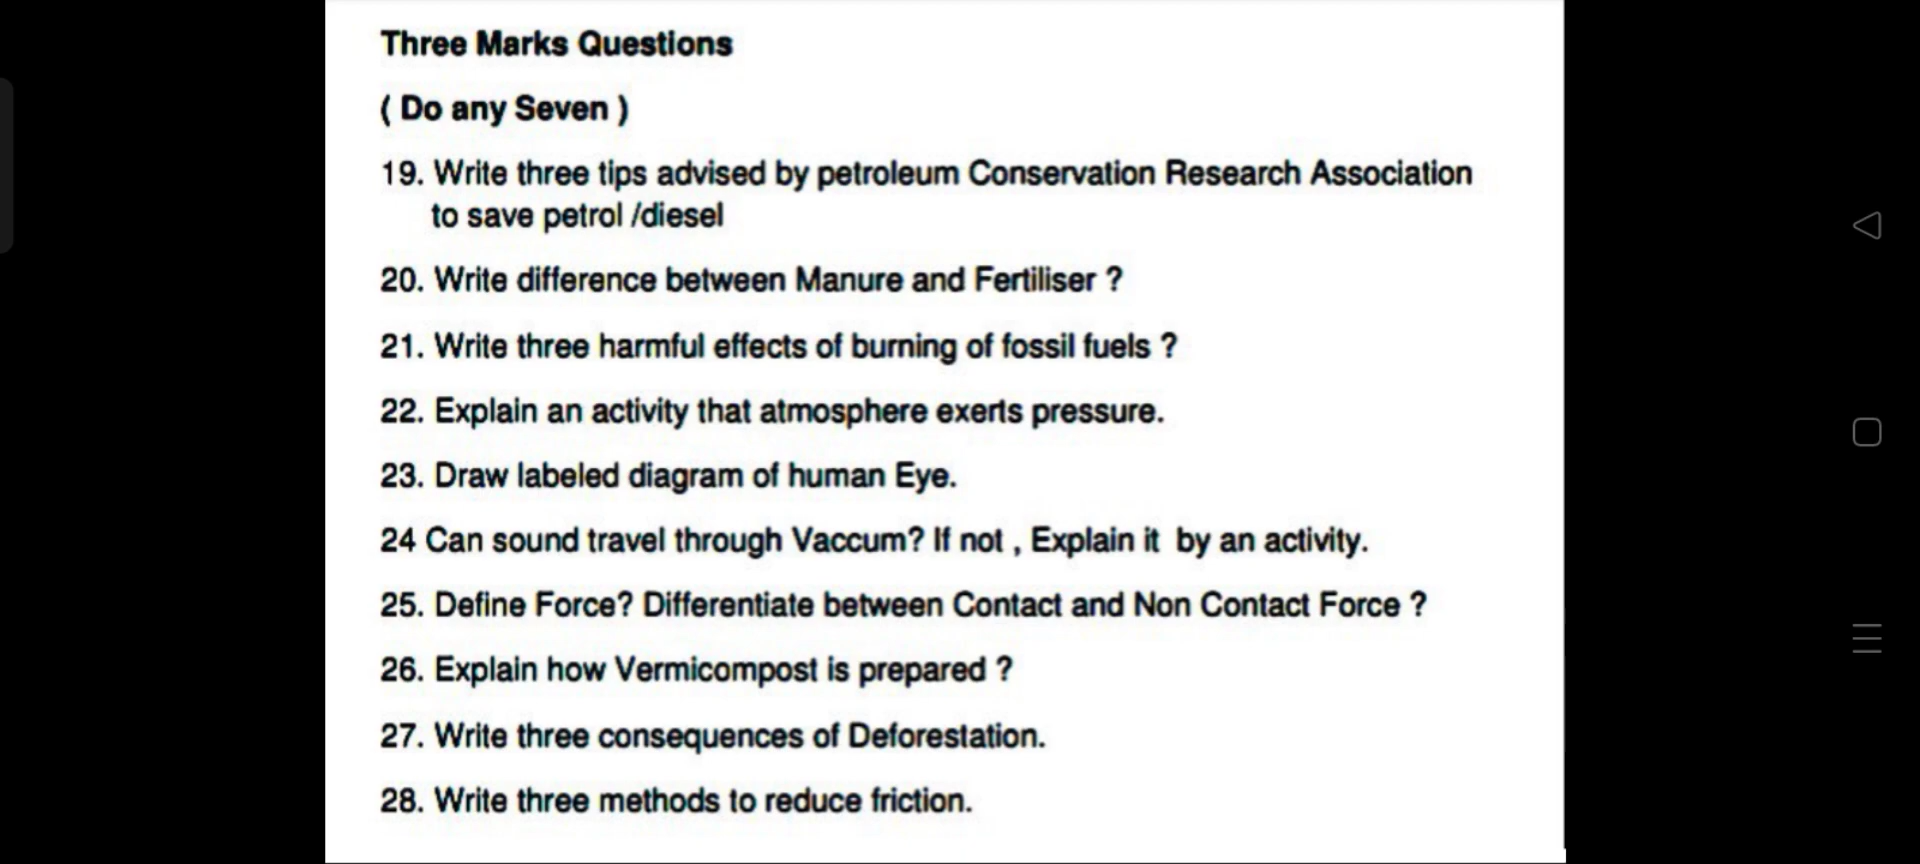 Three Marks Questions
( Do any Seven )
19. Write three tips advised by petroleum Conservation Research Association
to save petrol /diesel
20. Write difference between Manure and Fertiliser ?
21. Write three harmful effects of burning of fossil fuels ?
22. Explain an activity that atmosphere exerts pressure.
23. Draw labeled diagram of human Eye.
24 Can sound travel through Vaccum? If not , Explain it by an activity.
25. Define Force? Differentiate between Contact and Non Contact Force ?
26. Explain how Vermicompost is prepared ?
27. Write three consequences of Deforestation.
28. Write three methods to reduce friction.